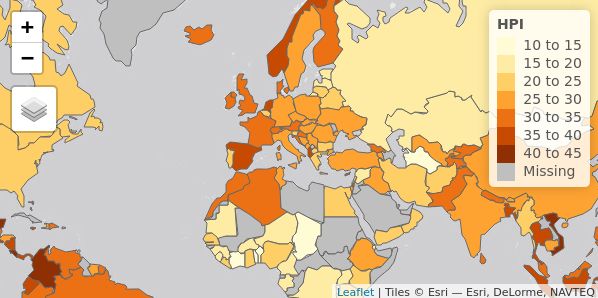 +
−
HPI
10 to 15
15 to 20
20 to 25
25 to 30
30 to 35
35 to 40
40 to 45
Missing
Leaflet | Tiles © Esri — Esri, DeLorme, NAVTEQ